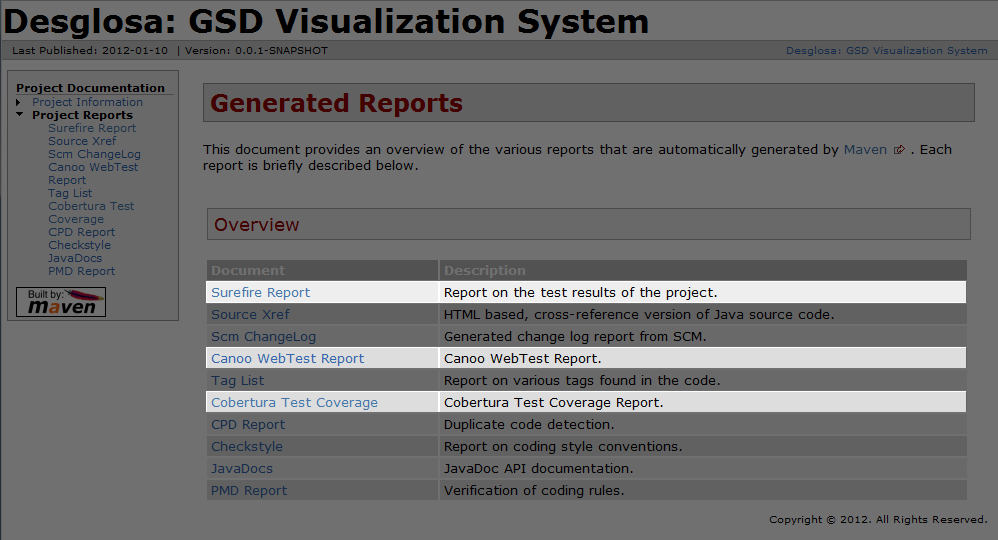 Desglosa: GSD Visualization System
Last Published: 2012-01-10 | Version: 0.0.1-SNAPSHOT
Desglosa: GSD Visualization System
Project Documentation
Project Information
Project Reports
Surefire Report
Source Xref
Scm ChangeLog
Canoo WebTest
Report
Tag List
Cobertura Test
Coverage
CPD Report
Checkstyle
JavaDocs
PMD Report
Built by:
maven
Generated Reports
This document provides an overview of the various reports that are automatically generated by Maven . Each
report is briefly described below.
Overview
Document Description
Surefire Report Report on the test results of the project.
Source Xref HTML based, cross-reference version of Java source code.
Scm ChangeLog Generated change log report from SCM.
Canoo WebTest Report Canoo WebTest Report.
Tag List Report on various tags found in the code.
Cobertura Test Coverage Cobertura Test Coverage Report.
CPD Report Duplicate code detection.
Checkstyle Report on coding style conventions.
JavaDocs JavaDoc API documentation.
PMD Report Verification of coding rules.
Copyright © 2012. All Rights Reserved.